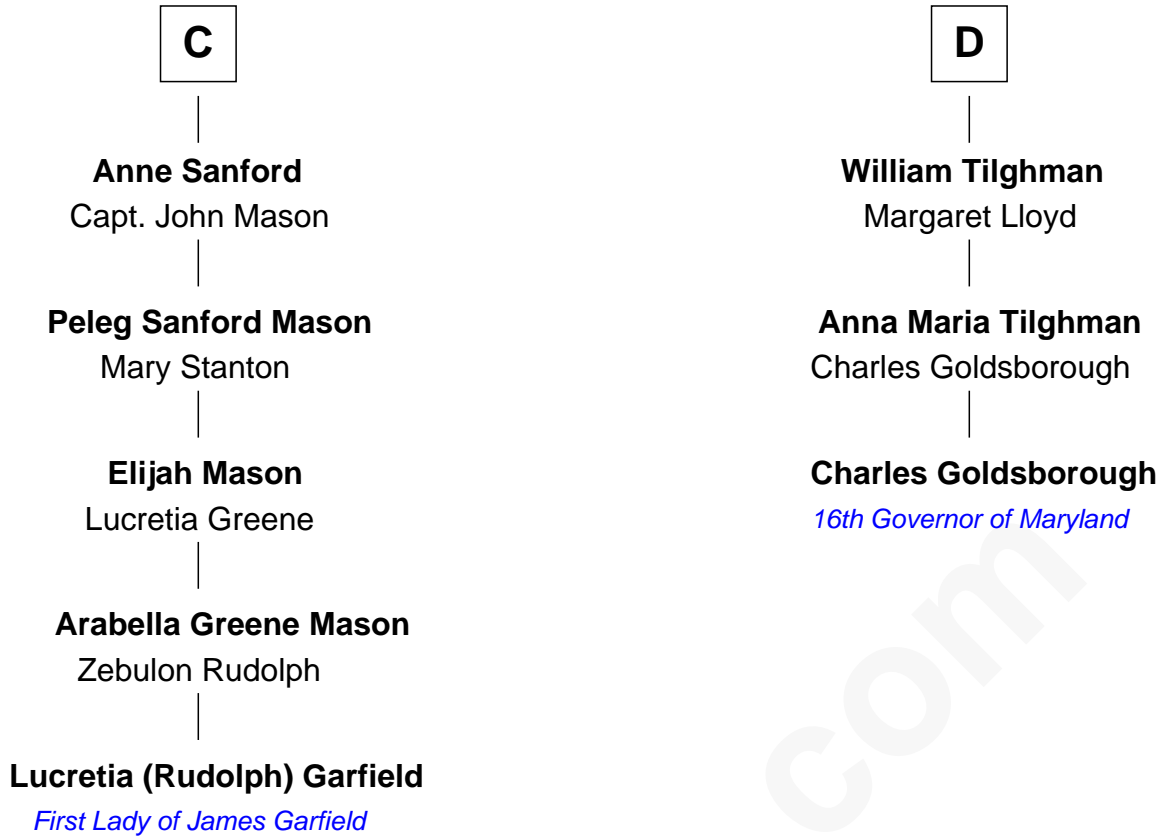 C
Anne Sanford
Capt. John Mason
Peleg Sanford Mason
Mary Stanton
Elijah Mason
Lucretia Greene
Arabella Greene Mason
Zebulon Rudolph
Lucretia (Rudolph) Garfield
First Lady of James Garfield
D
William Tilghman
Margaret Lloyd
Anna Maria Tilghman
Charles Goldsborough
Charles Goldsborough
16th Governor of Maryland
com